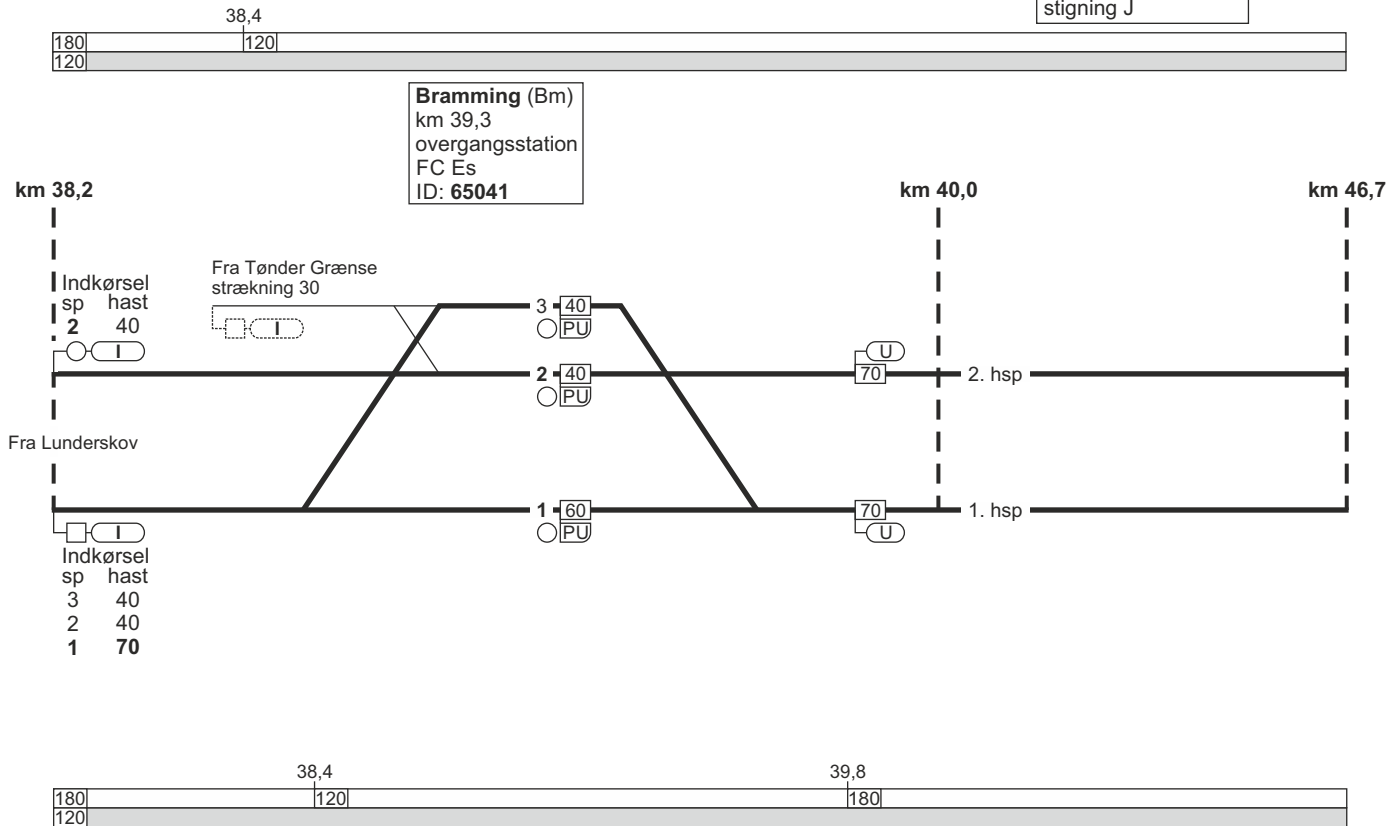 stigning J
38,4
180 120
120
Bramming (Bm)
km 39,3
overgangsstation
FC Es
ID: 65041
km 38,2
km 40,0
km 46,7
Indkørsel
sp hast
2 40
I
Fra Tønder Grænse
strækning 30
I
3 40
PU
2 40
PU
U
70
2. hsp
Fra Lunderskov
1 60
PU
70
U
1. hsp
I
Indkørsel
sp hast
3 40
2 40
1 70
38,4
39,8
180 120 180
120